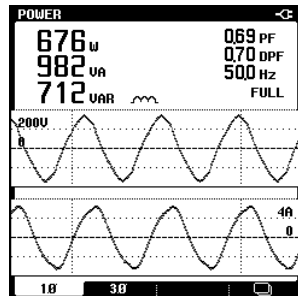 POWER
676 W
982 VA
712 VAR
0.69 PF
0.70 DPF
50.0 Hz
FULL
200V
0
4A
0
1Ø
3Ø